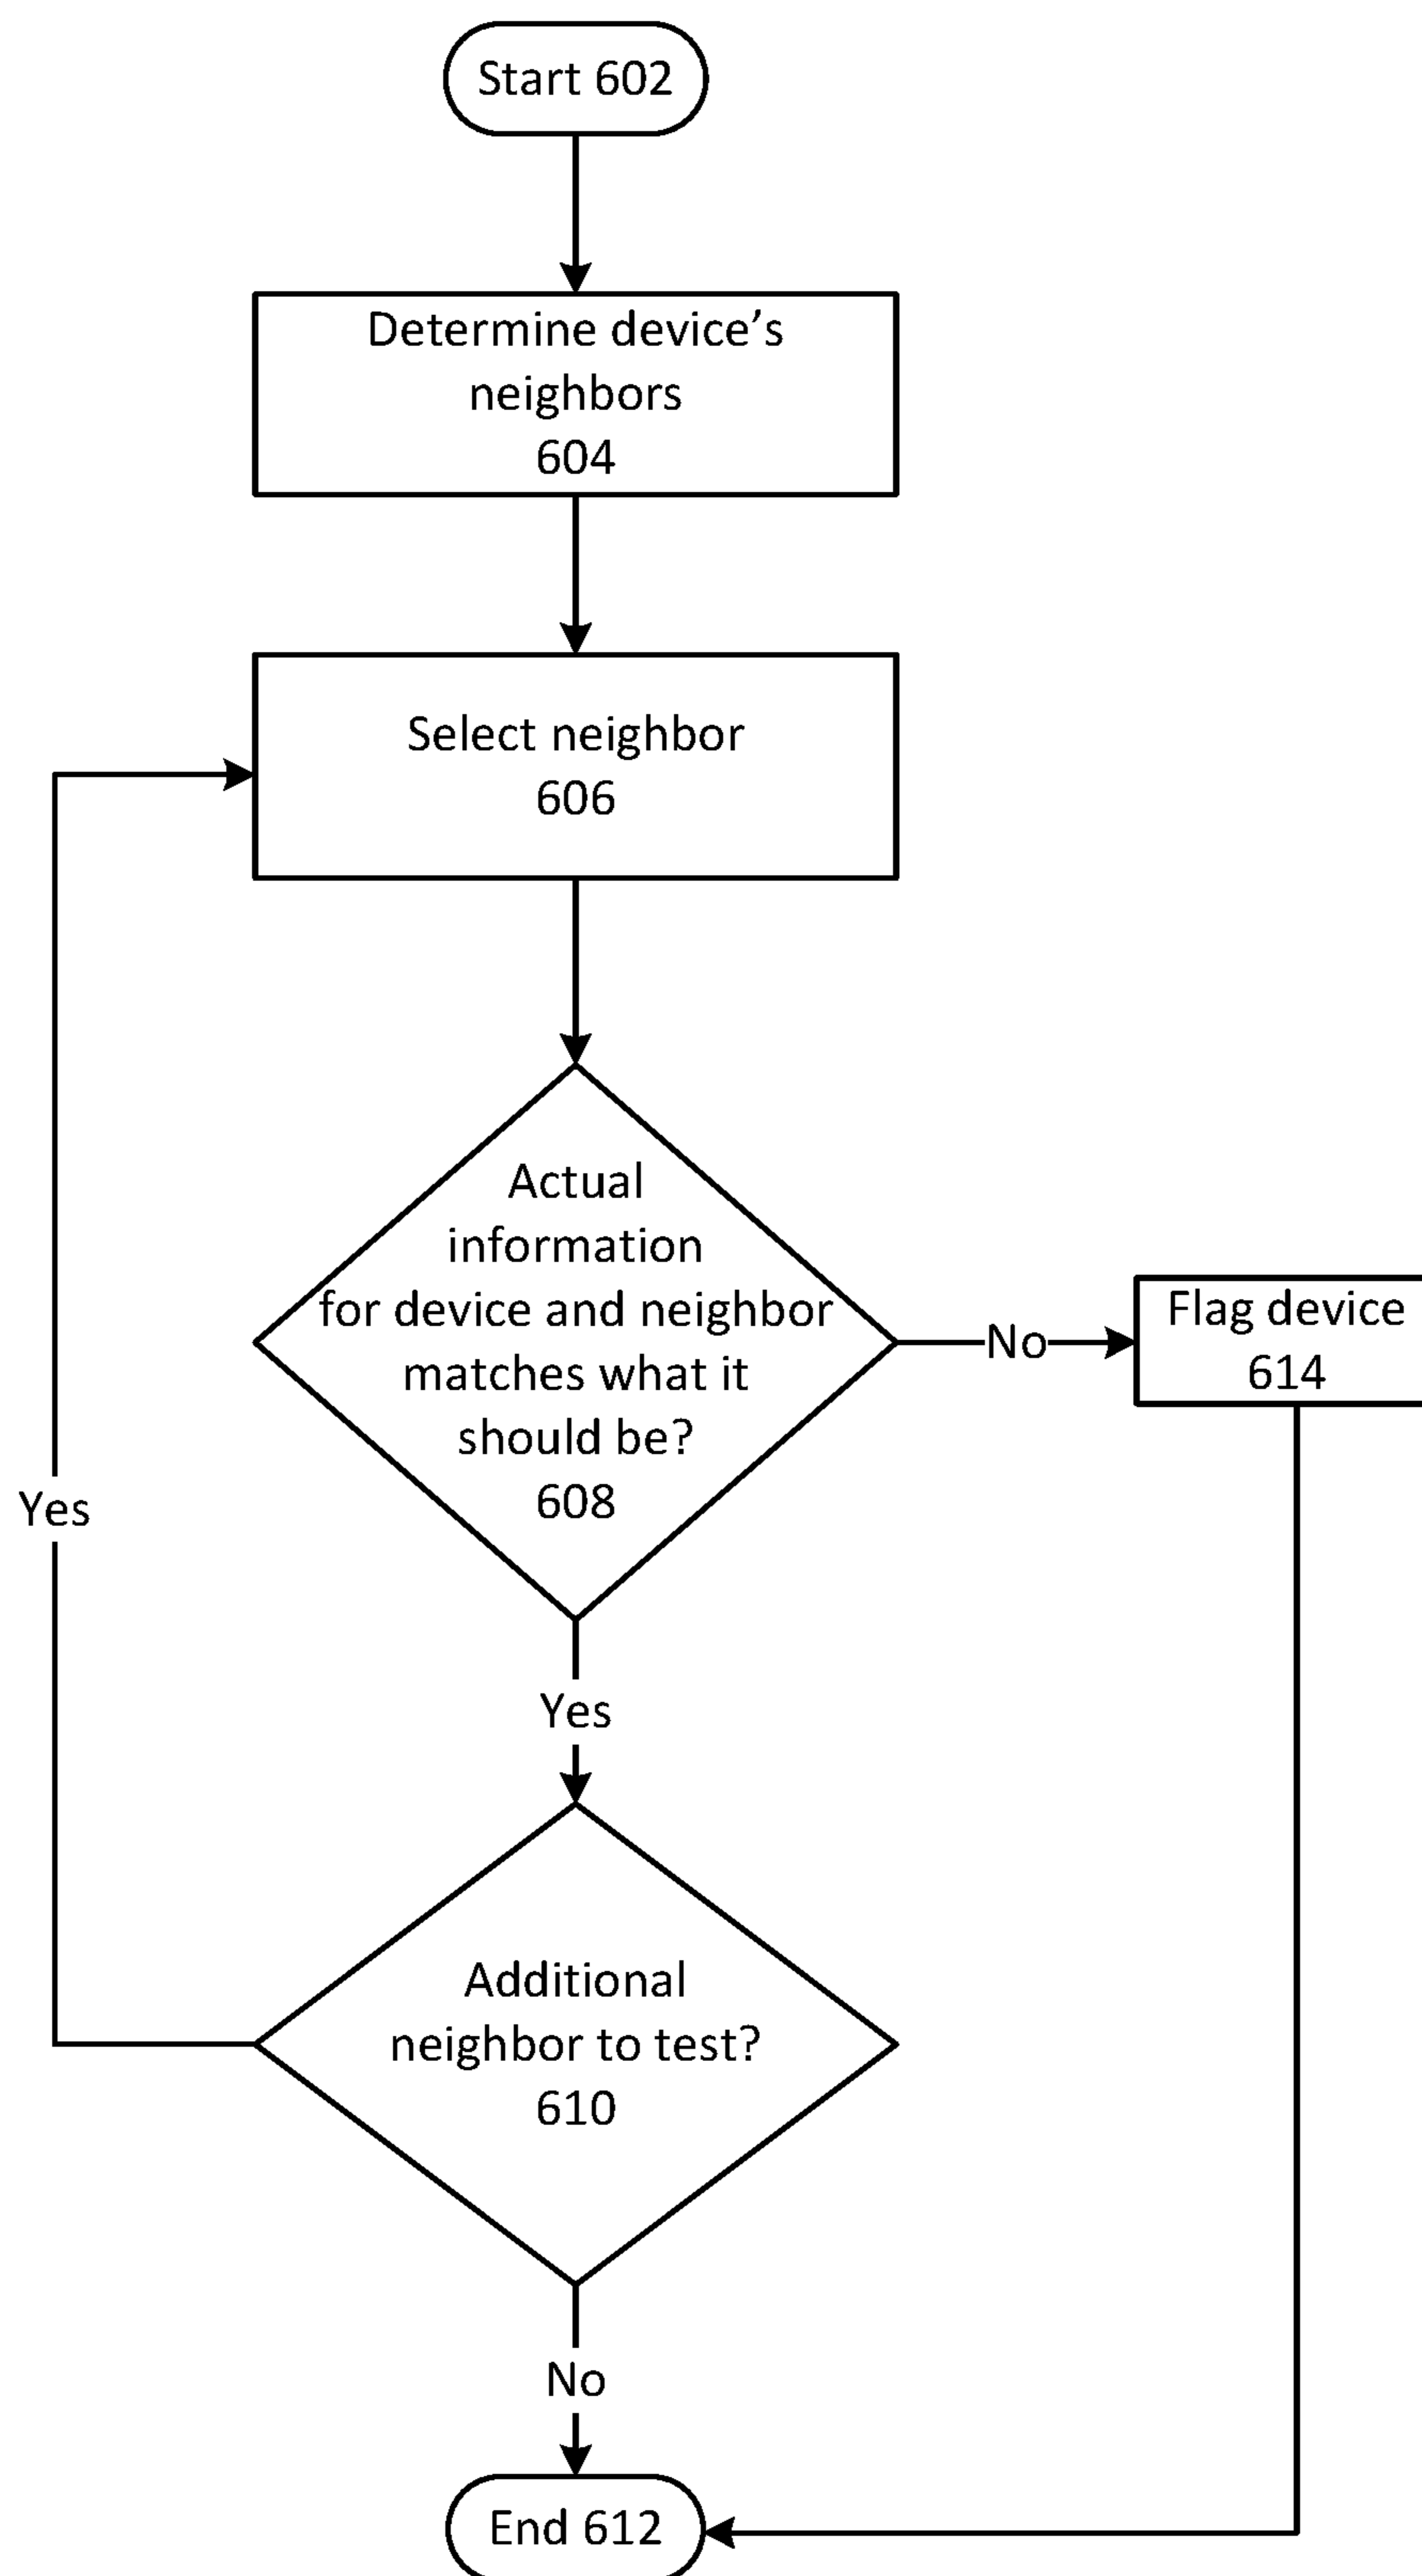 Start 602
Determine device’s
neighbors
604
Select neighbor
606
Actual
information
for device and neighbor
matches what it
should be?
608
No
Flag device
614
Yes
Yes
Additional
neighbor to test?
610
No
End 612